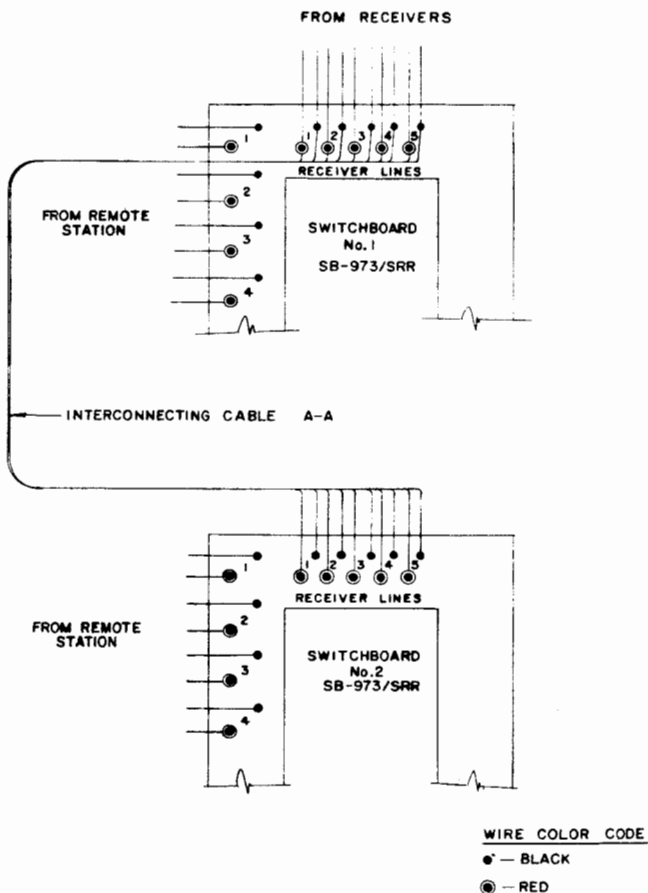 FROM RECEIVERS
1
1 2 3 4 5
RECEIVER LINES
2
FROM REMOTE
STATION
3
4
SWITCHBOARD
No. 1
SB-973/SRR
INTERCONNECTING CABLE A-A
1
1 2 3 4 5
RECEIVER LINES
2
FROM REMOTE
STATION
3
4
SWITCHBOARD
No. 2
SB-973/SRR
WIRE COLOR CODE
— BLACK
— RED